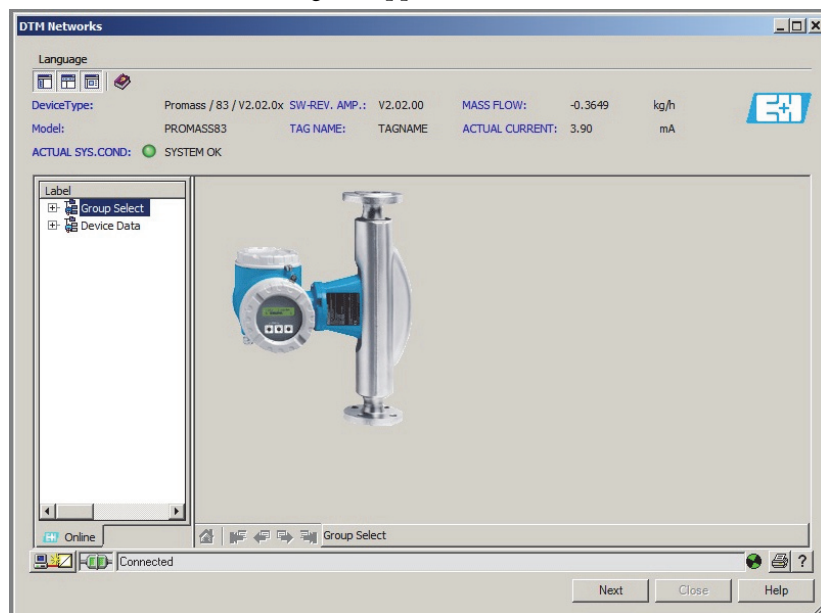 DTM Networks
Language
DeviceType: Promass / 83 / V2.02.0x SW-REV. AMP.: V2.02.00 MASS FLOW: -0.3649 kg/h
Model: PROMASS83 TAG NAME: TAGNAME ACTUAL CURRENT: 3.90 mA
ACTUAL SYS.COND: SYSTEM OK
Label
Group Select
Device Data
Online
Group Select
Connected
?
Next Close Help